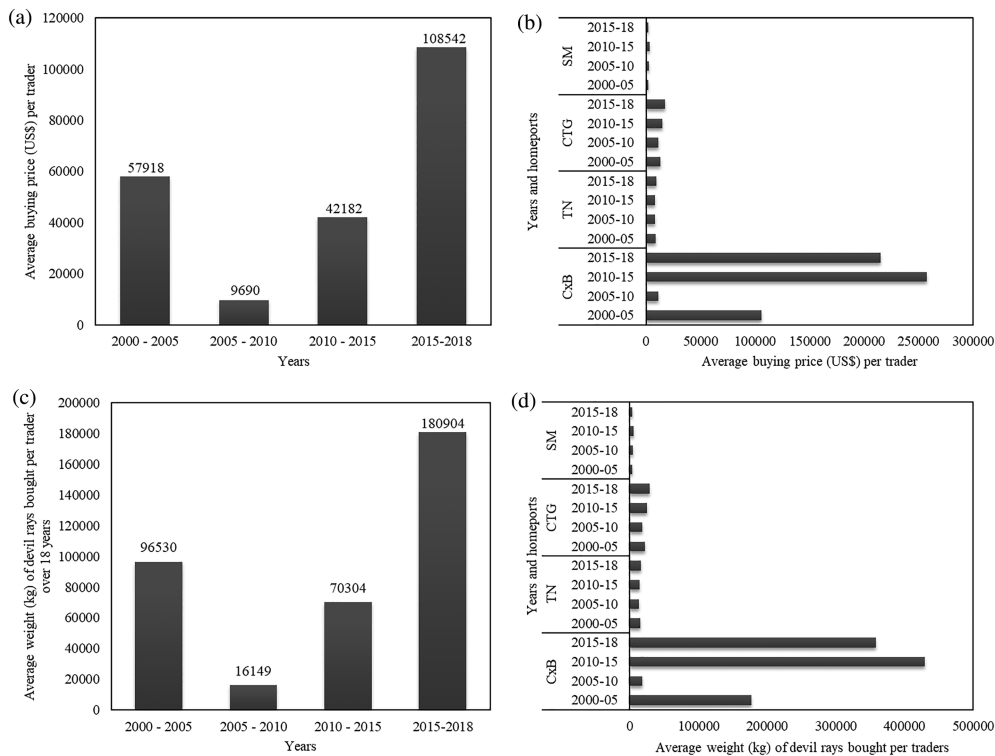 (a)
Average buying price (US$) per trader
120000
100000
80000
60000
40000
20000
0
57918
9690
42182
108542
2000 - 2005
2005 - 2010
2010 - 2015
2015-2018
Years
(b)
Years and homeports
SM
2015-18
2010-15
2005-10
2000-05
CTG
2015-18
2010-15
2005-10
2000-05
TN
2015-18
2010-15
2005-10
2000-05
CxB
2015-18
2010-15
2005-10
2000-05
0
50000
100000
150000
200000
250000
300000
Average buying price (US$) per trader
(c)
Average weight (kg) of devil rays bought per trader
over 18 years
200000
180000
160000
140000
120000
100000
80000
60000
40000
20000
0
96530
16149
70304
180904
2000 - 2005
2005 - 2010
2010 - 2015
2015-2018
Years
(d)
Years and homeports
SM
2015-18
2010-15
2005-10
2000-05
CTG
2015-18
2010-15
2005-10
2000-05
TN
2015-18
2010-15
2005-10
2000-05
CxB
2015-18
2010-15
2005-10
2000-05
0
100000
200000
300000
400000
500000
Average weight (kg) of devil rays bought per traders